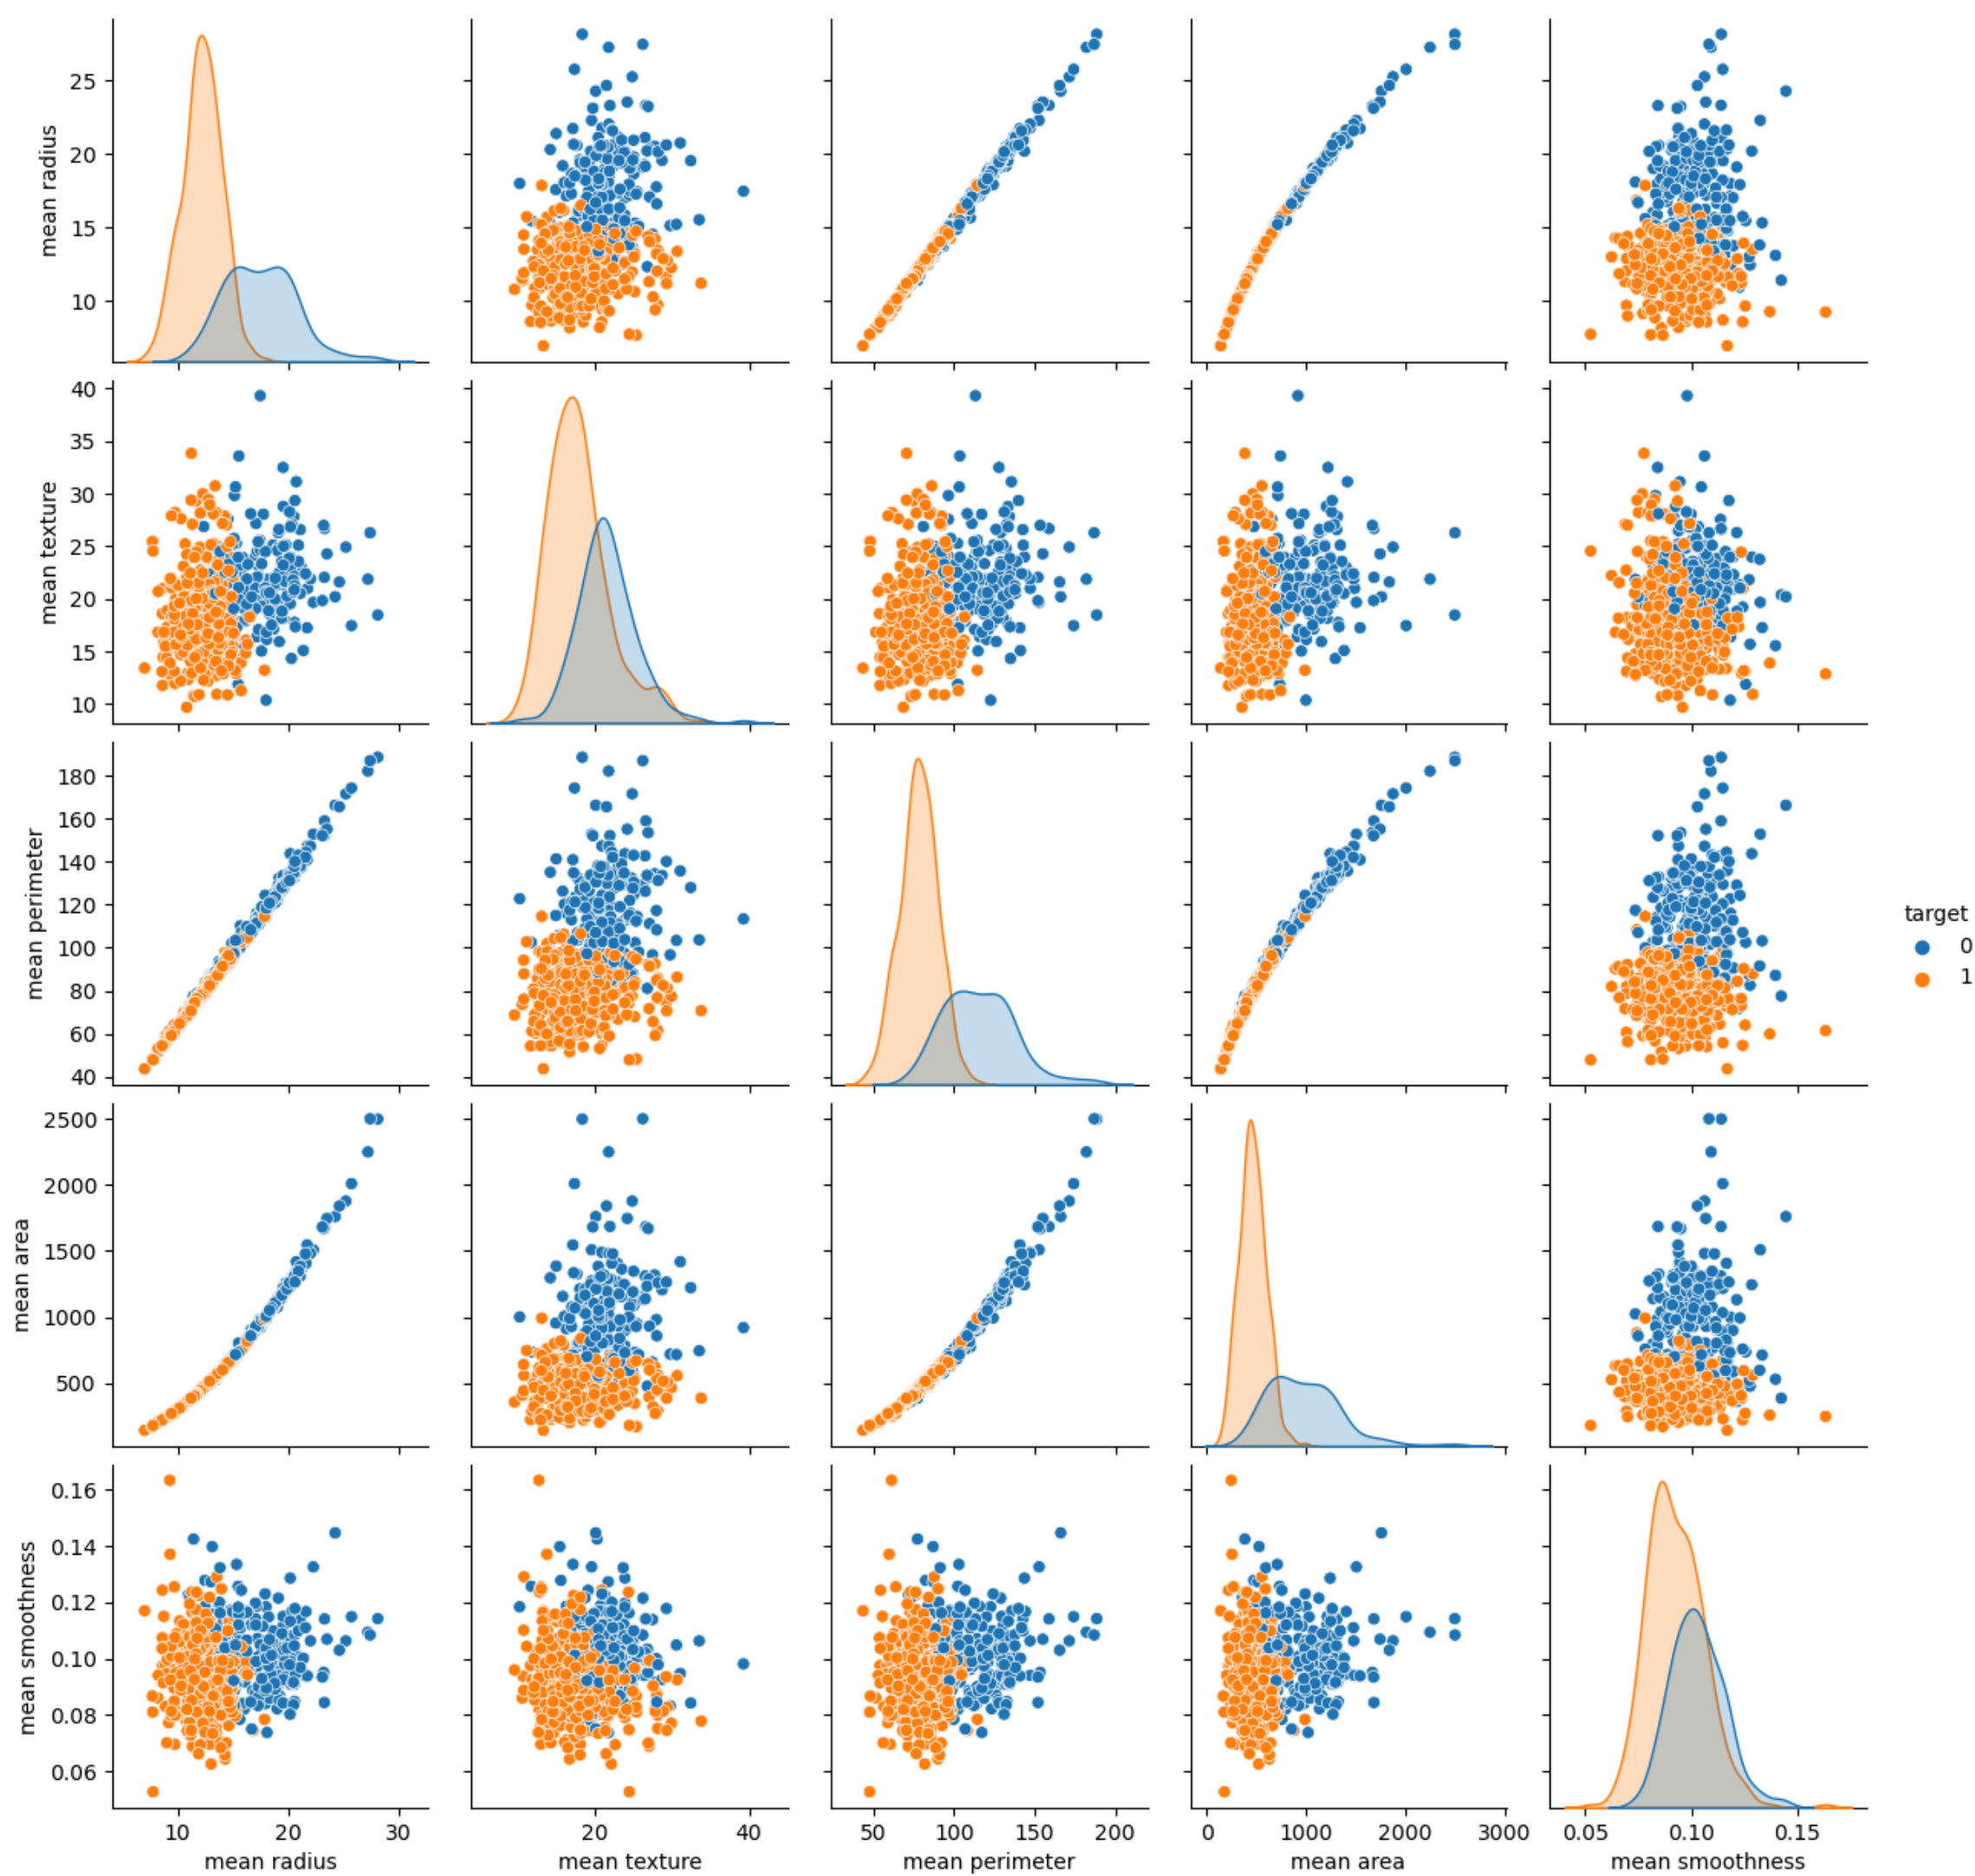 mean radius
25
20
15
10
mean texture
40
35
30
25
20
15
10
mean perimeter
180
160
140
120
100
80
60
40
target
0
1
mean area
2500
2000
1500
1000
500
mean smoothness
0.16
0.14
0.12
0.10
0.08
0.06
10 20 30
20 40
50 100 150 200
0 1000 2000 3000
0.05 0.10 0.15
mean radius
mean texture
mean perimeter
mean area
mean smoothness